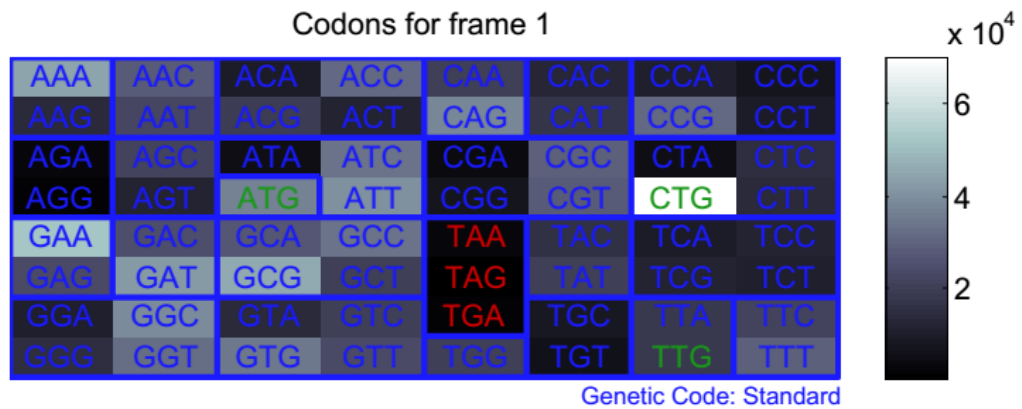 Codons for frame 1
x 10^4
AAA AAC ACA ACC CAA CAC CCA CCC
AAG AAT ACG ACT CAG CAT CCG CCT
6
AGA AGC ATA ATC CGA CGC CTA CTC
AGG AGT ATG ATT CGG CGT CTG CTT
4
GAA GAC GCA GCC TAA TAC TCA TCC
GAG GAT GCG GCT TAG TAT TCG TCT
2
GGA GGC GTA GTC TGA TGC TTA TTC
GGG GGT GTG GTT TGG TGT TTG TTT
Genetic Code: Standard